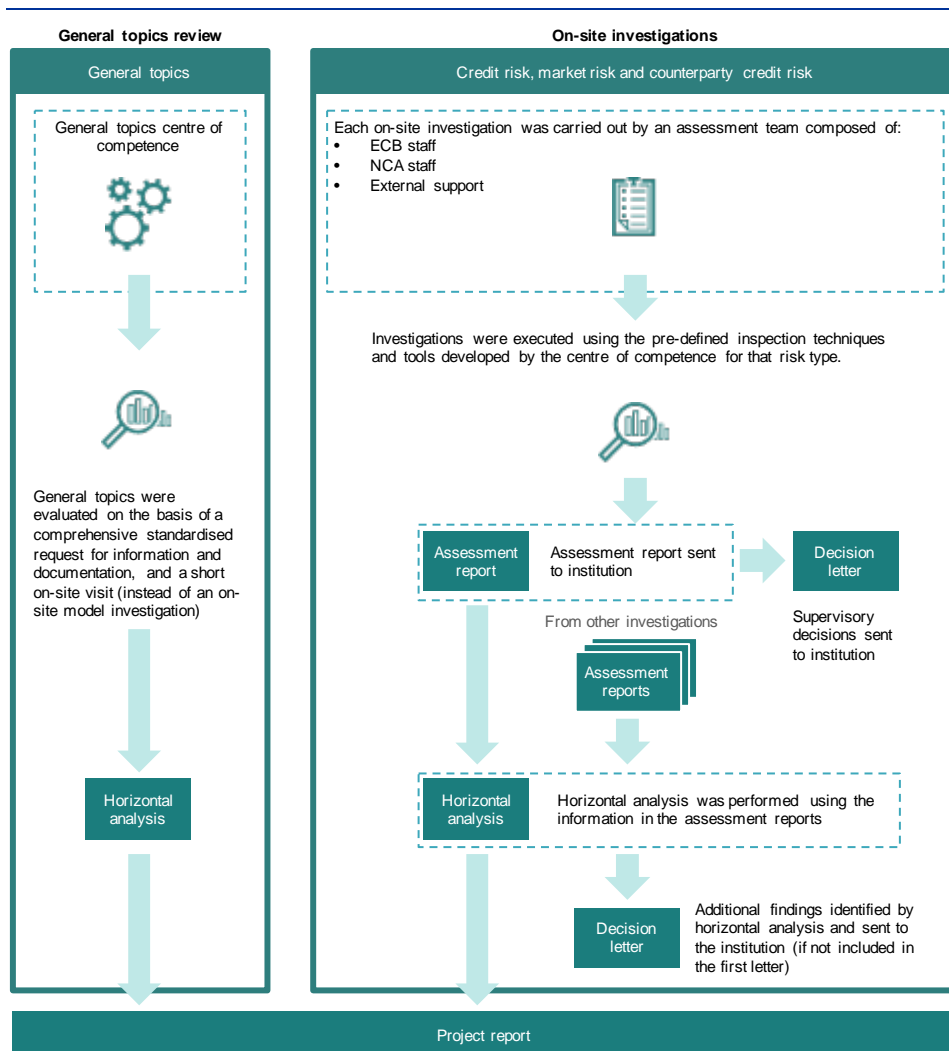 General topics review
General topics
General topics centre of
competence
General topics were
evaluated on the basis of a
comprehensive standardised
request for information and
documentation, and a short
on-site visit (instead of an on-
site model investigation)
Horizontal
analysis
On-site investigations
Credit risk, market risk and counterparty credit risk
Each on-site investigation was carried out by an assessment team composed of:
• ECB staff
• NCA staff
• External support
Investigations were executed using the pre-defined inspection techniques
and tools developed by the centre of competence for that risk type.
Assessment
report
Assessment report sent
to institution
Decision
letter
Supervisory
decisions sent
to institution
From other investigations
Assessment
reports
Horizontal
analysis
Horizontal analysis was performed using the
information in the assessment reports
Decision
letter
Additional findings identified by
horizontal analysis and sent to
the institution (if not included in
the first letter)
Project report